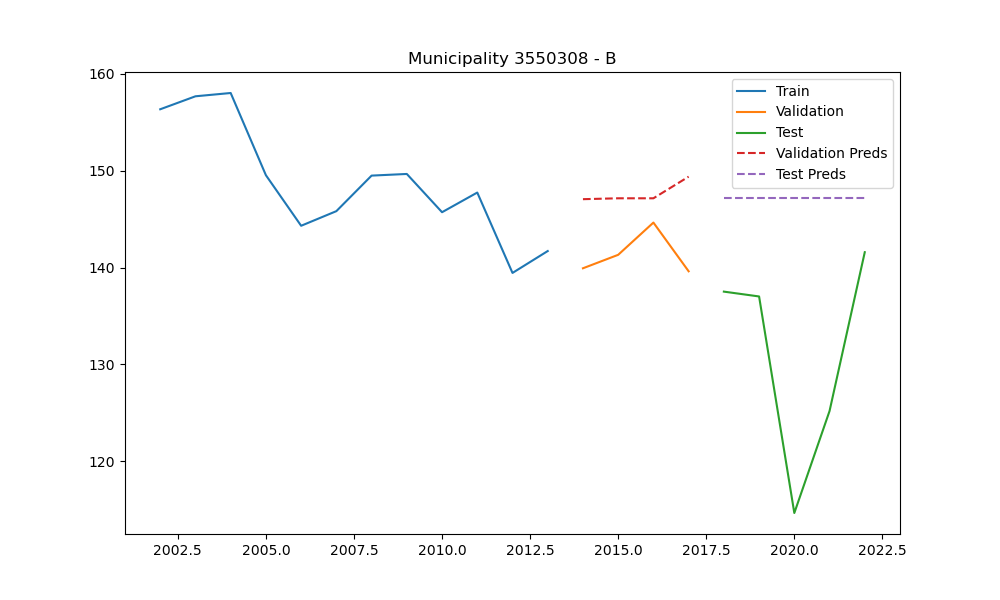 Municipality 3550308 - B
160
150
140
130
120
Train
Validation
Test
Validation Preds
Test Preds
2002.5 2005.0 2007.5 2010.0 2012.5 2015.0 2017.5 2020.0 2022.5